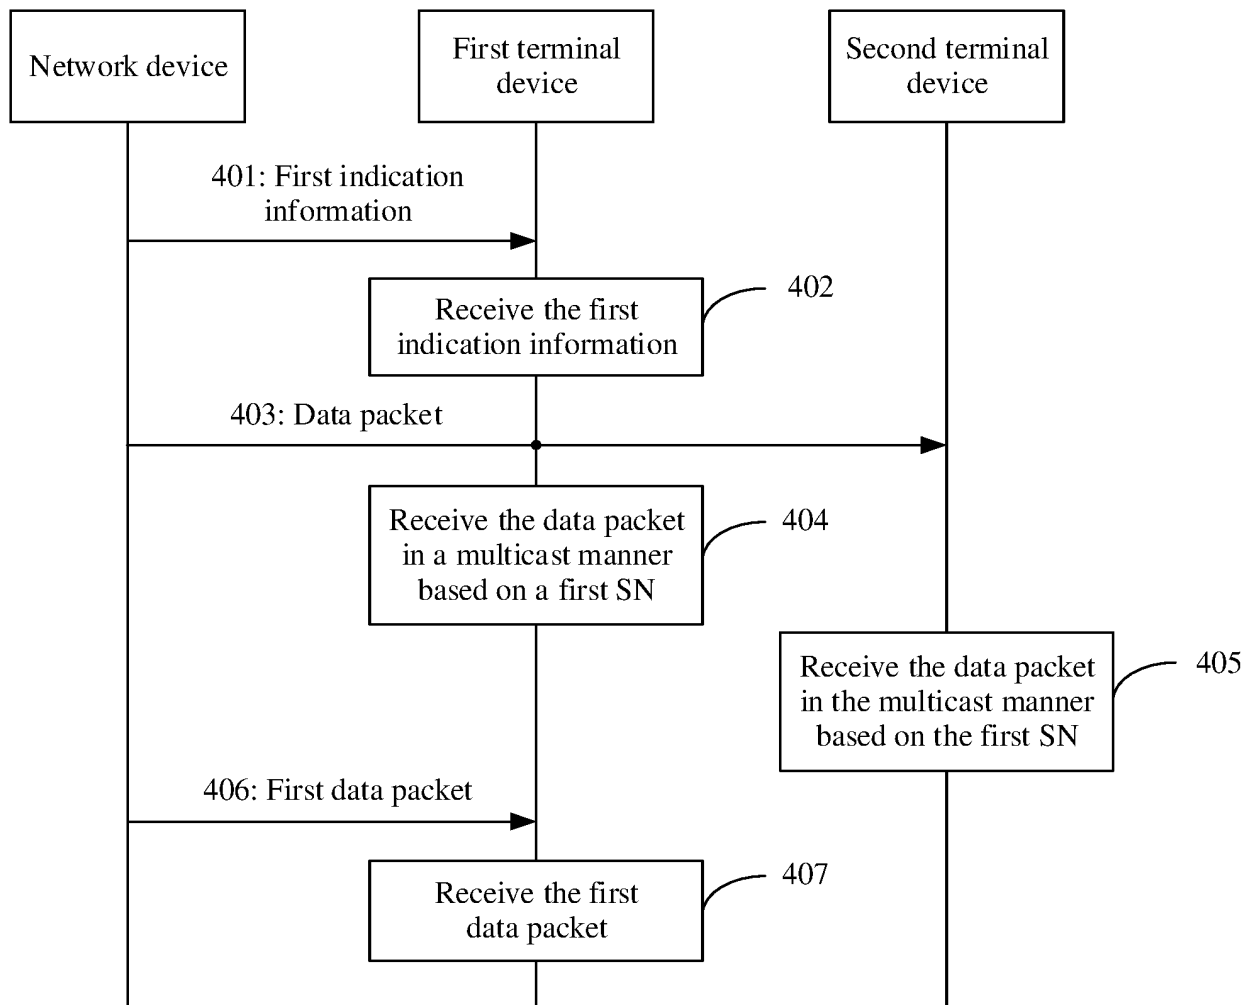 Network device
First terminal
device
Second terminal
device
401: First indication
information
402
Receive the first
indication information
403: Data packet
404
Receive the data packet
in a multicast manner
based on a first SN
405
Receive the data packet
in the multicast manner
based on the first SN
406: First data packet
407
Receive the first
data packet